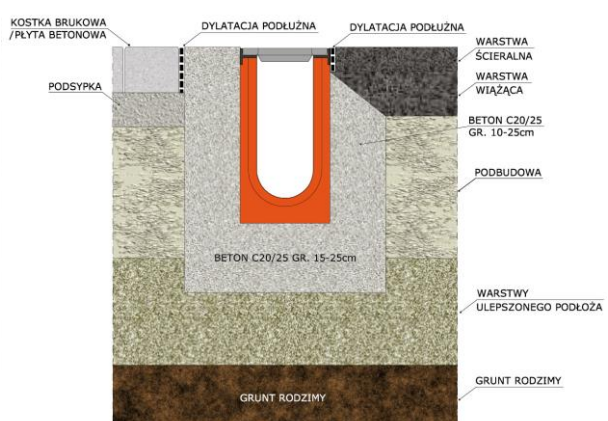 KOSTKA BRUKOWA
/PŁYTA BETONOWA
DYLATACJA PODŁUŻNA
DYLATACJA PODŁUŻNA
WARSTWA
ŚCIERALNA
WARSTWA
WIĄŻĄCA
PODSYPKA
BETON C20/25
GR. 10-25cm
PODBUDOWA
BETON C20/25 GR. 15-25cm
WARSTWY
ULEPSZONEGO PODŁOŻA
GRUNT RODZIMY
GRUNT RODZIMY